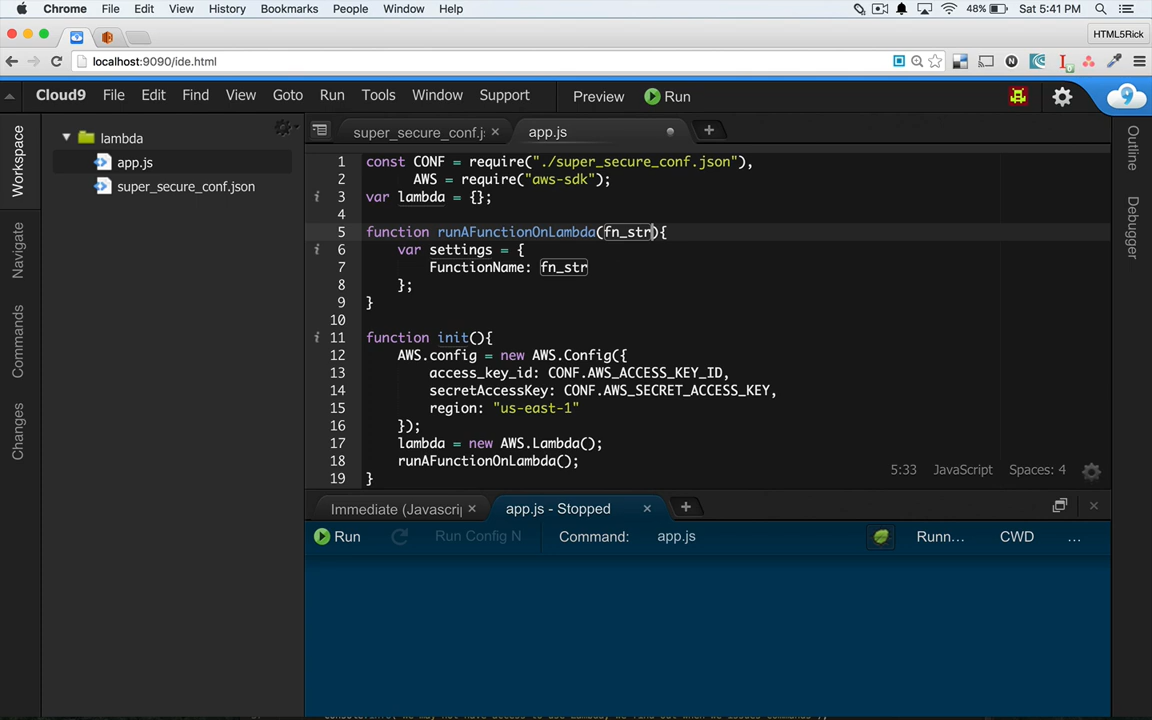 Chrome File Edit View History Bookmarks People Window Help 48% Sat 5:41 PM
HTML5Rick
localhost:9090/ide.html
Cloud9 File Edit Find View Goto Run Tools Window Support Preview Run
Workspace
Navigate
Commands
Changes
lambda
app.js
super_secure_conf.json
super_secure_conf.js × app.js
1 const CONF = require("./super_secure_conf.json"),
2 AWS = require("aws-sdk");
3 var lambda = {};
4
5 function runAFunctionOnLambda(fn_str){
6 var settings = {
7 FunctionName: fn_str
8 };
9 }
10
11 function init(){
12 AWS.config = new AWS.Config({
13 access_key_id: CONF.AWS_ACCESS_KEY_ID,
14 secretAccessKey: CONF.AWS_SECRET_ACCESS_KEY,
15 region: "us-east-1"
16 });
17 lambda = new AWS.Lambda();
18 runAFunctionOnLambda();
19 }
5:33 JavaScript Spaces: 4
Outline
Debugger
Immediate (Javascri × app.js - Stopped ×
Run Run Config N Command: app.js Runn... CWD ...